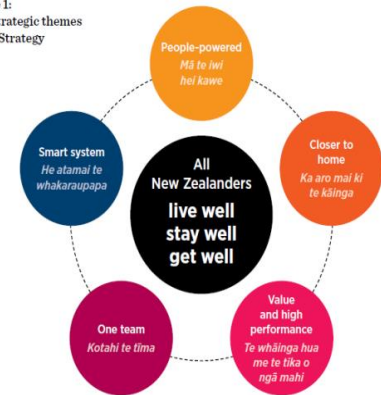 1:
rategic themes
Strategy
People-powered
Mā te iwi
hei kawe
Closer to
home
Ka aro mai ki
te kāinga
Value
and high
performance
Te whāinga hua
me te tika o
ngā mahi
One team
Kotahi te tīma
Smart system
He atamai te
whakaraupapa
All
New Zealanders
live well
stay well
get well